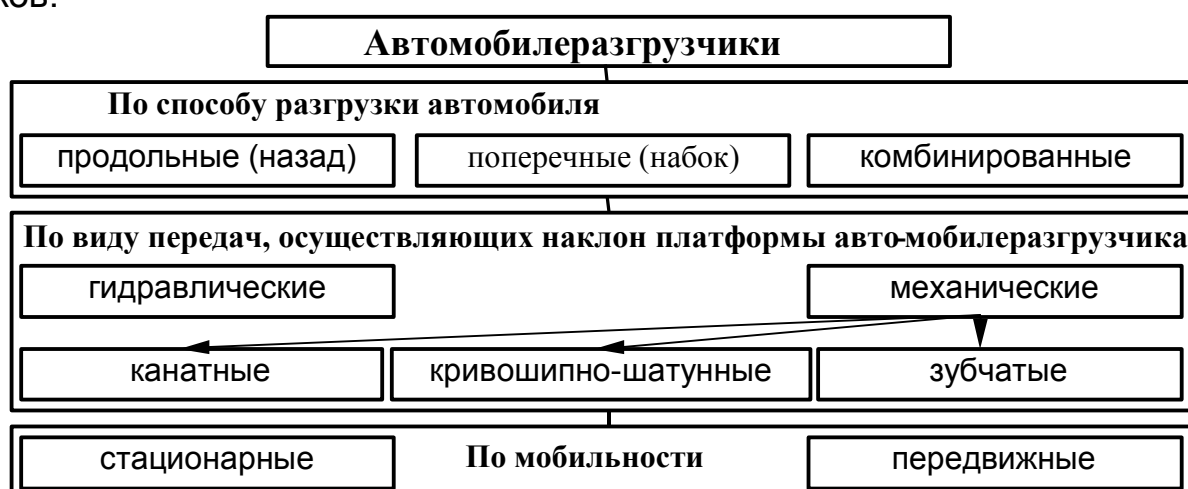 ков.
Автомобилеразгрузчики
По способу разгрузки автомобиля
продольные (назад) поперечные (набок) комбинированные
По виду передач, осуществляющих наклон платформы авто-мобилеразгрузчика
гидравлические механические
канатные кривошипно-шатунные зубчатые
стационарные По мобильности передвижные